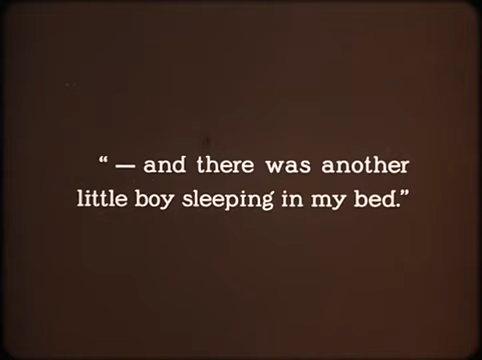 “ — and there was another
little boy sleeping in my bed.”